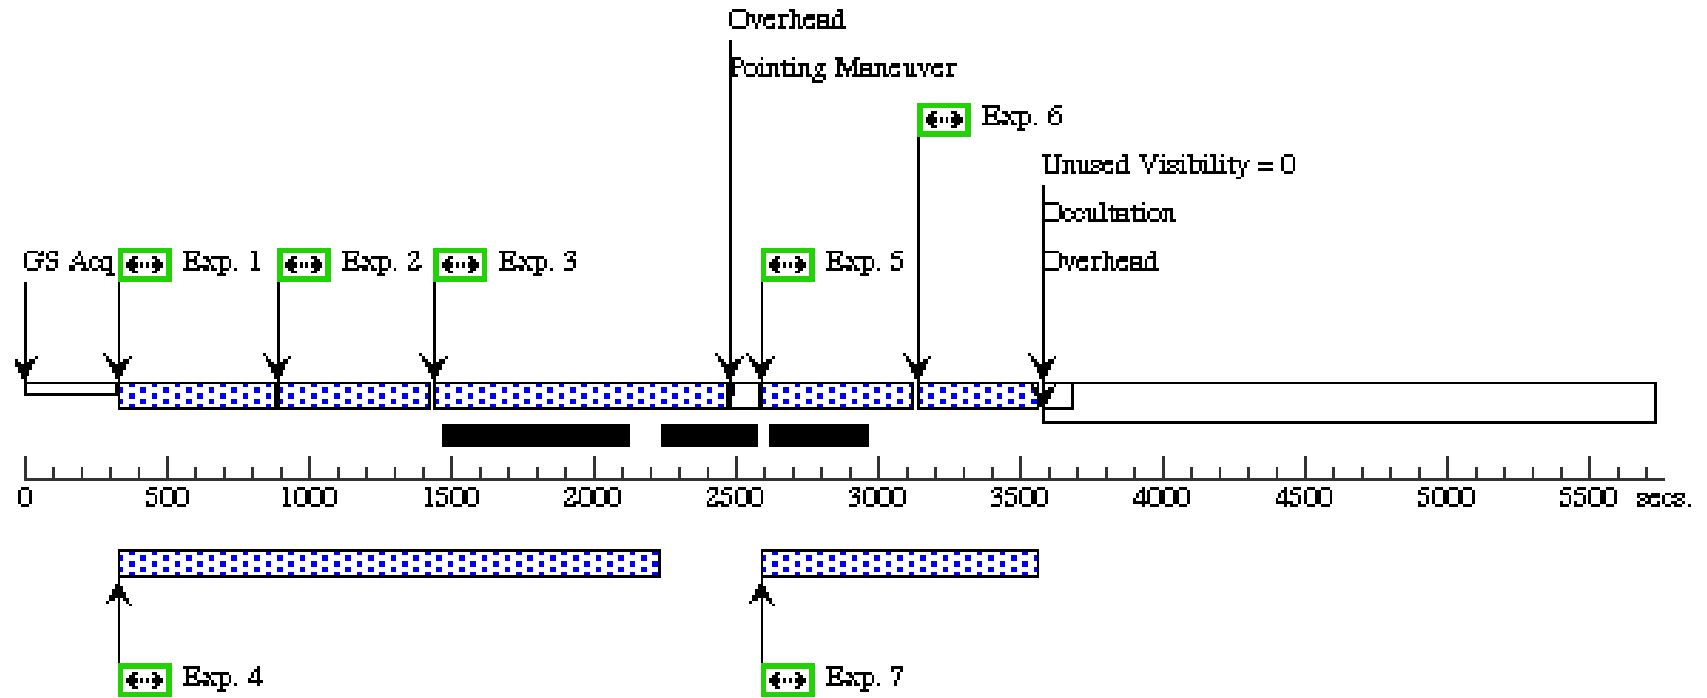 Overhead
Pointing Maneuver
Exp. 6
Unused Visibility = 0
Occultation
Overhead
GS Acq Exp. 1 Exp. 2 Exp. 3 Exp. 5
0 500 1000 1500 2000 2500 3000 3500 4000 4500 5000 5500 secs.
Exp. 4 Exp. 7